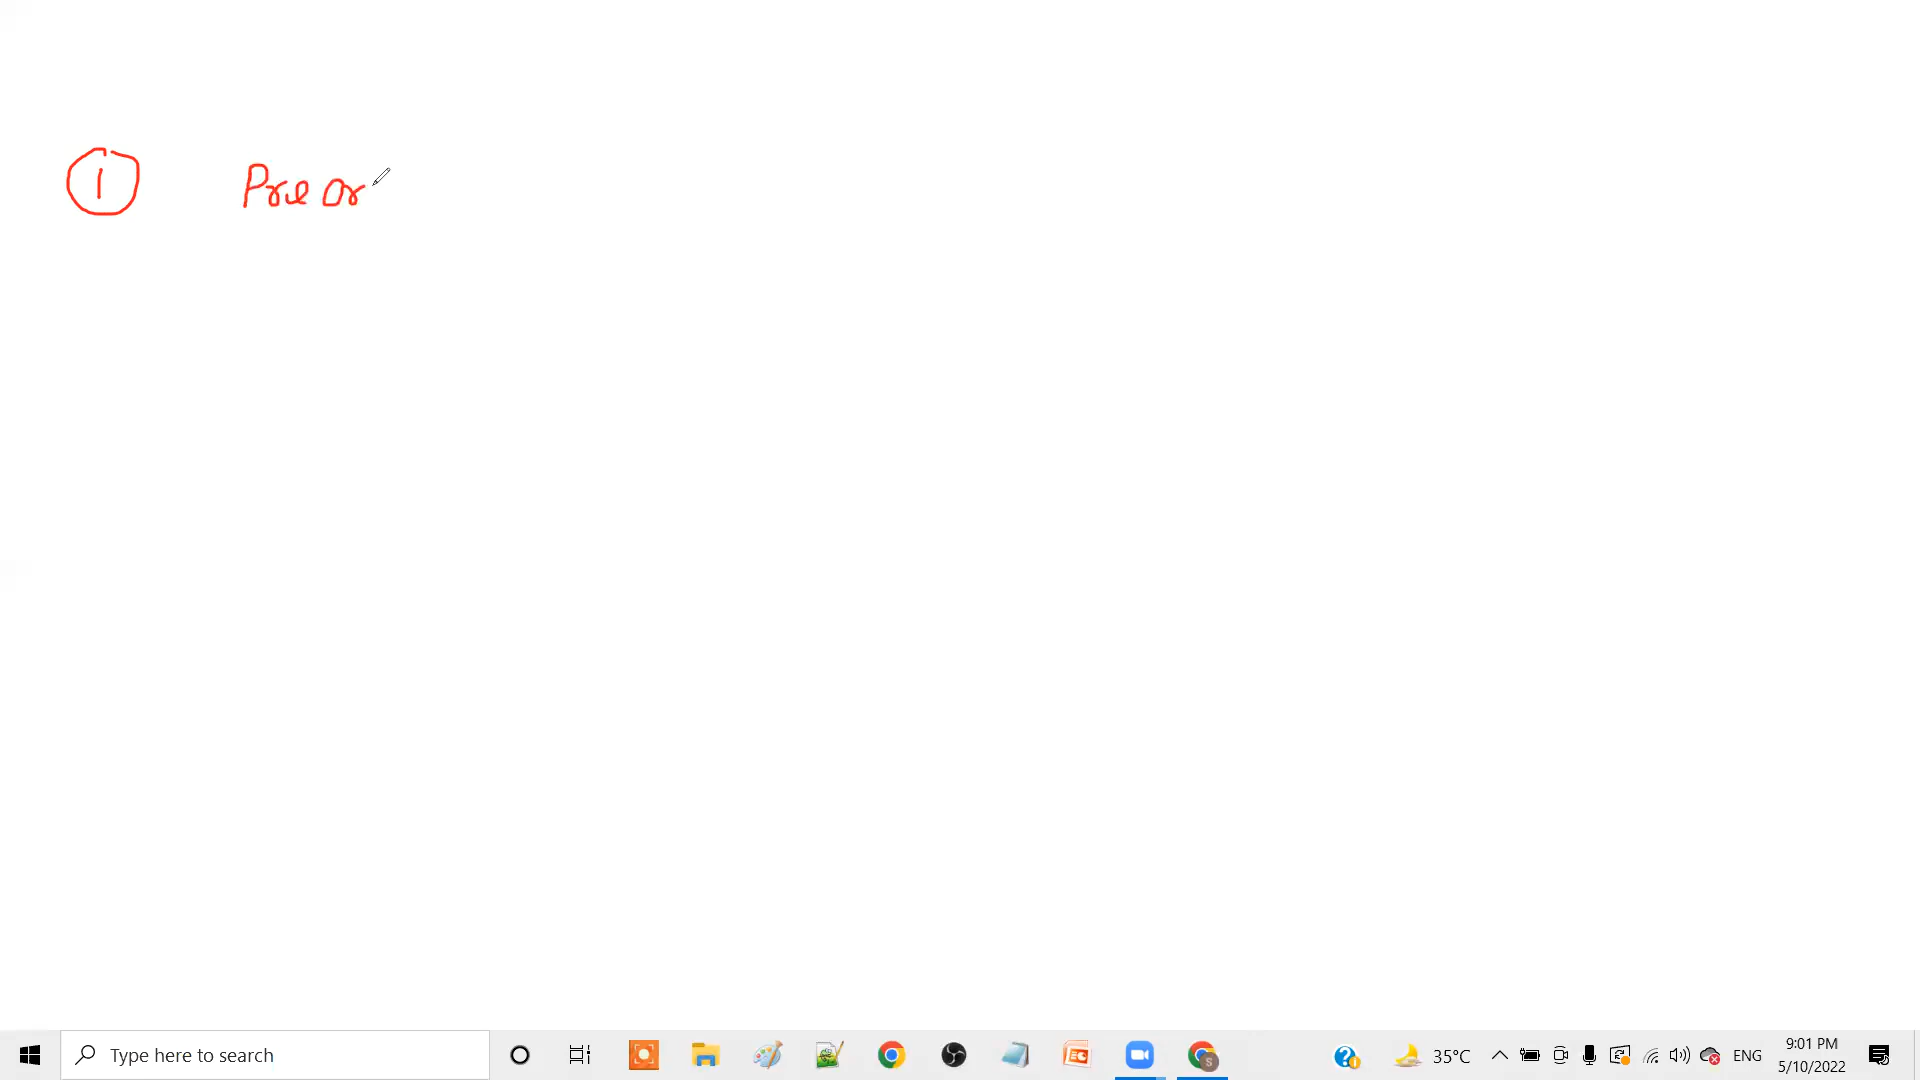 1 Pre Or
Type here to search
35°C
ENG
9:01 PM
5/10/2022